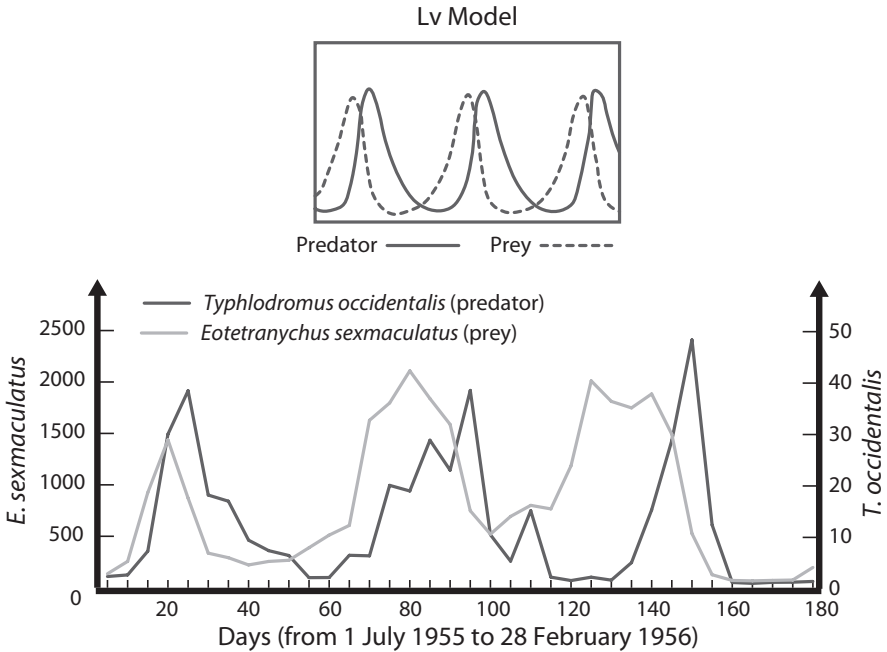 Lv Model
Predator Prey
Typhlodromus occidentalis (predator)
Eotetranychus sexmaculatus (prey)
E. sexmaculatus
2500
2000
1500
1000
500
0
T. occidentalis
50
40
30
20
10
0
20 40 60 80 100 120 140 160 180
Days (from 1 July 1955 to 28 February 1956)